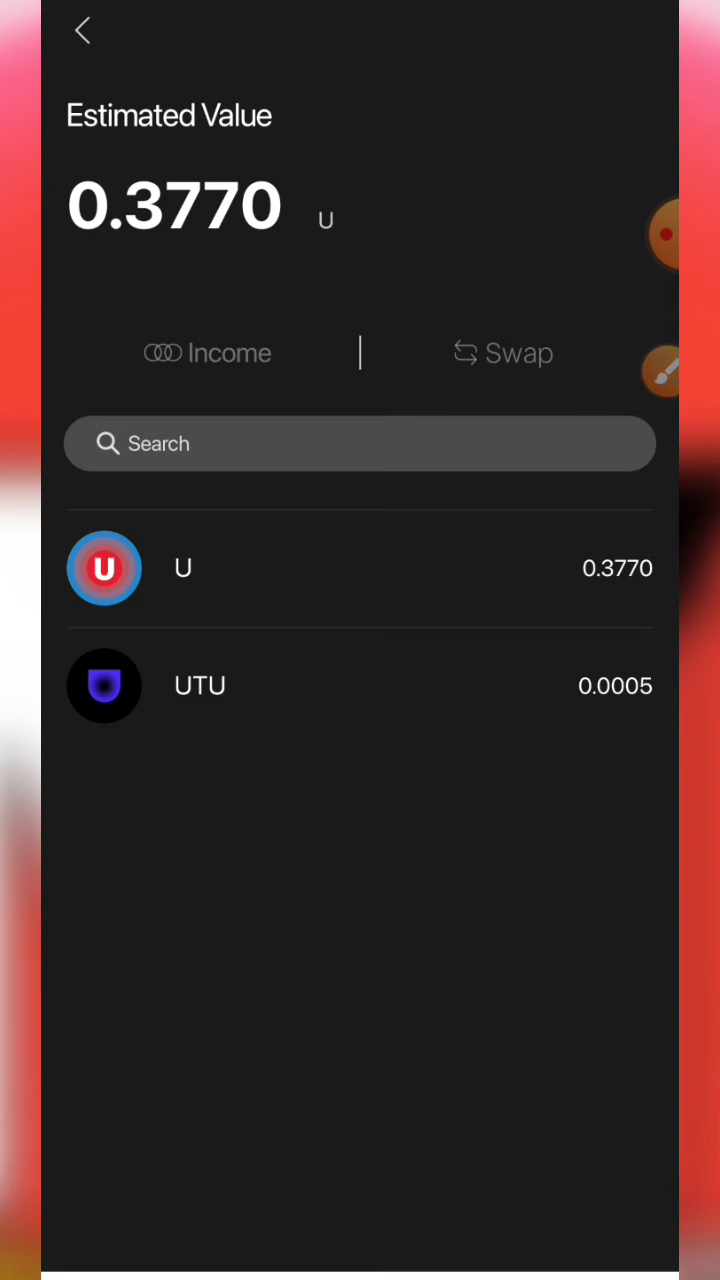 Estimated Value
0.3770 U
Income
Swap
Search
U U 0.3770
UTU 0.0005